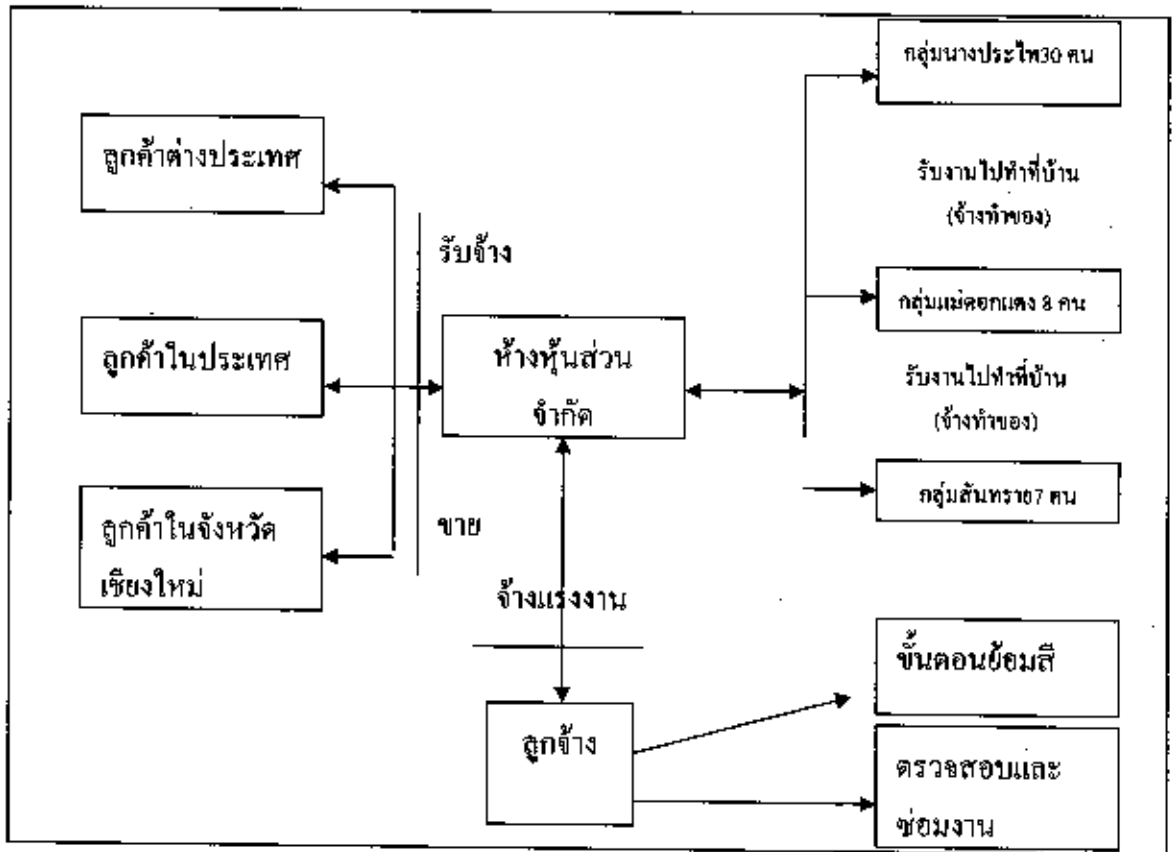 ลูกค้าต่างประเทศ
ลูกค้าในประเทศ
ลูกค้าในจังหวัด
เชียงใหม่
รับจ้าง
ขาย
ห้างหุ้นส่วน
จำกัด
จ้างแรงงาน
ลูกจ้าง
กลุ่มนางประไพ30 คน
รับงานไปทำที่บ้าน
(จ้างทำของ)
กลุ่มแม่ดอกแดง 8 คน
รับงานไปทำที่บ้าน
(จ้างทำของ)
กลุ่มสันทราย7 คน
ขั้นตอนย้อมสี
ตรวจสอบและ
ซ่อมงาน